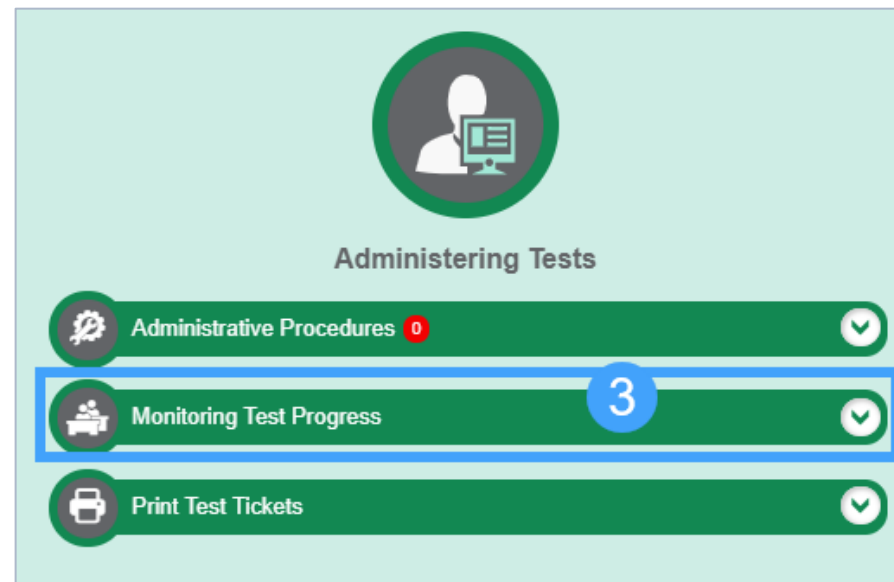 Administering Tests
Administrative Procedures 0
Monitoring Test Progress 3
Print Test Tickets